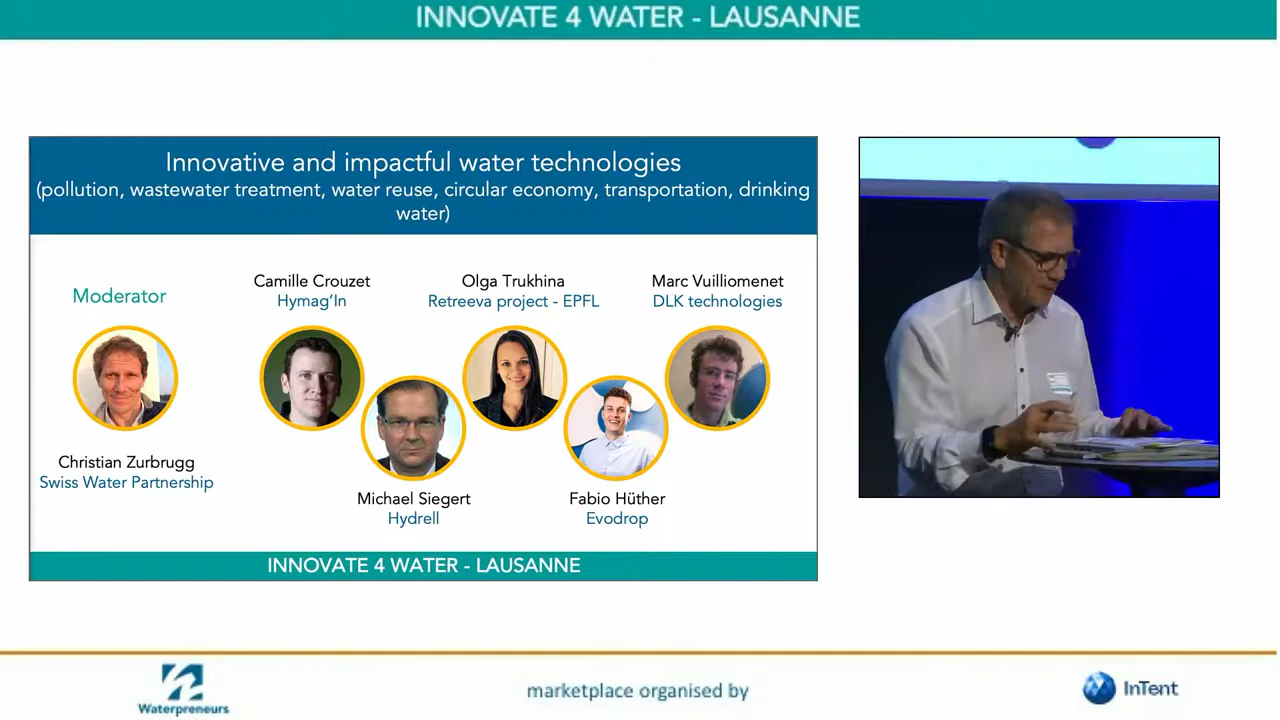 INNOVATE 4 WATER - LAUSANNE
Innovative and impactful water technologies
(pollution, wastewater treatment, water reuse, circular economy, transportation, drinking
water)
Moderator
Christian Zurbrugg
Swiss Water Partnership
Camille Crouzet
Hymag'In
Michael Siegert
Hydrell
Olga Trukhina
Retreeva project - EPFL
Fabio Hüther
Evodrop
Marc Vuilliomenet
DLK technologies
INNOVATE 4 WATER - LAUSANNE
Waterpreneurs
marketplace organised by
InTent